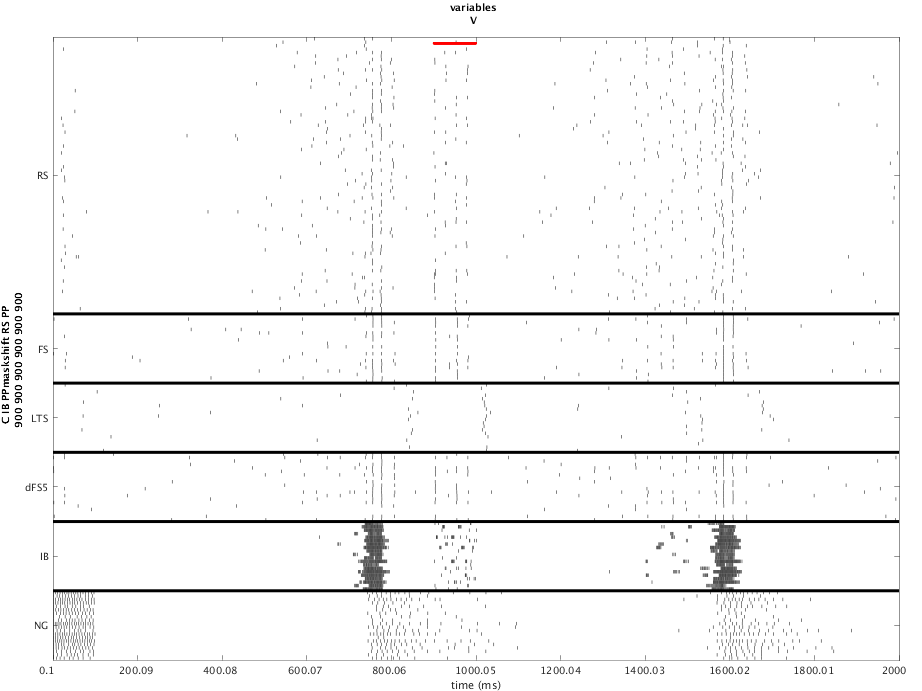 variables
V
C IB PPmaskshift RS PP
900 900 900 900 900 900
RS
FS
LTS
dFS5
IB
NG
0.1 200.09 400.08 600.07 800.06 1000.05 1200.04 1400.03 1600.02 1800.01 2000
time (ms)